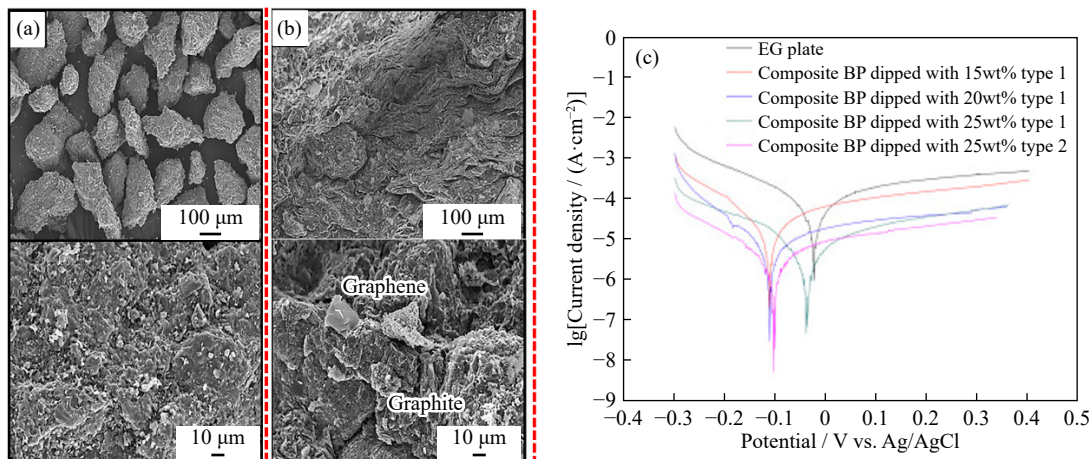 (a)
100 μm
10 μm
(b)
100 μm
Graphene
Graphite
10 μm
(c)
EG plate
Composite BP dipped with 15wt% type 1
Composite BP dipped with 20wt% type 1
Composite BP dipped with 25wt% type 1
Composite BP dipped with 25wt% type 2
lg[Current density / (A·cm⁻²)]
0
−1
−2
−3
−4
−5
−6
−7
−8
−9
−0.4 −0.3 −0.2 −0.1 0 0.1 0.2 0.3 0.4 0.5
Potential / V vs. Ag/AgCl